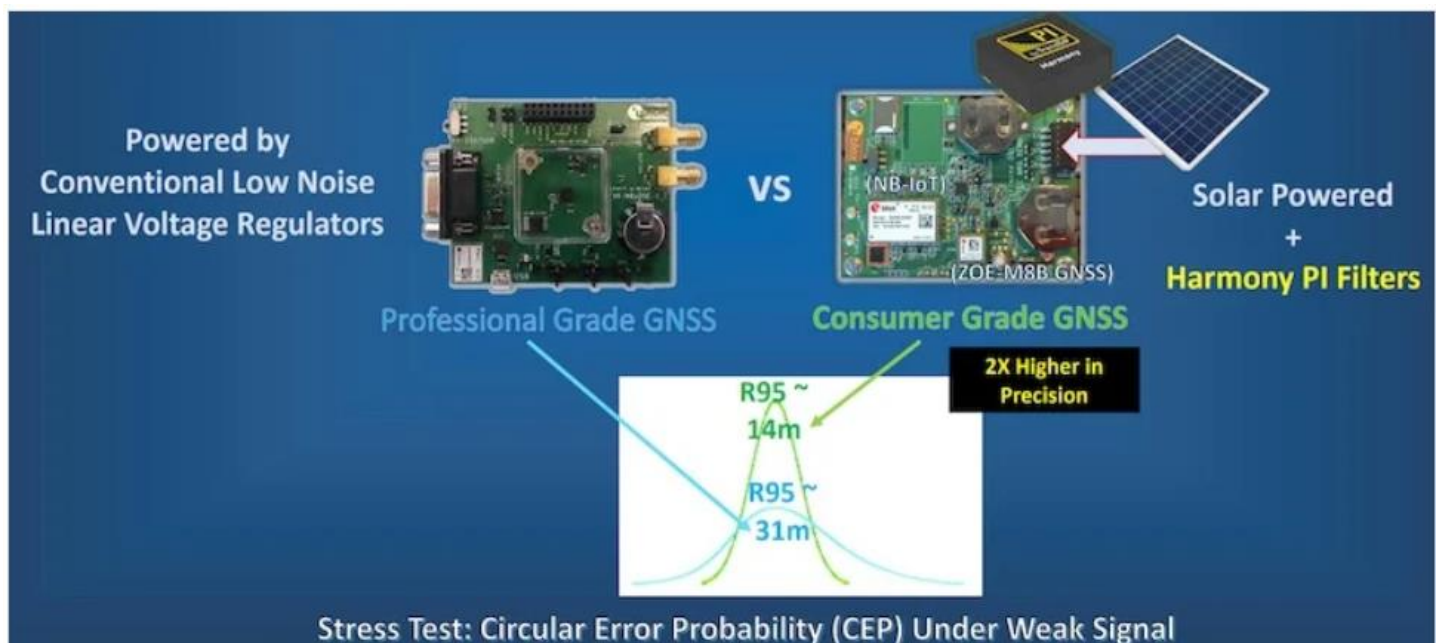 PI
Harmony
Powered by
Conventional Low Noise
Linear Voltage Regulators
VS
(NB-IoT)
(ZOE-M8B GNSS)
Solar Powered
+
Harmony PI Filters
Professional Grade GNSS
Consumer Grade GNSS
2X Higher in
Precision
R95 ~
14m
R95 ~
31m
Stress Test: Circular Error Probability (CEP) Under Weak Signal